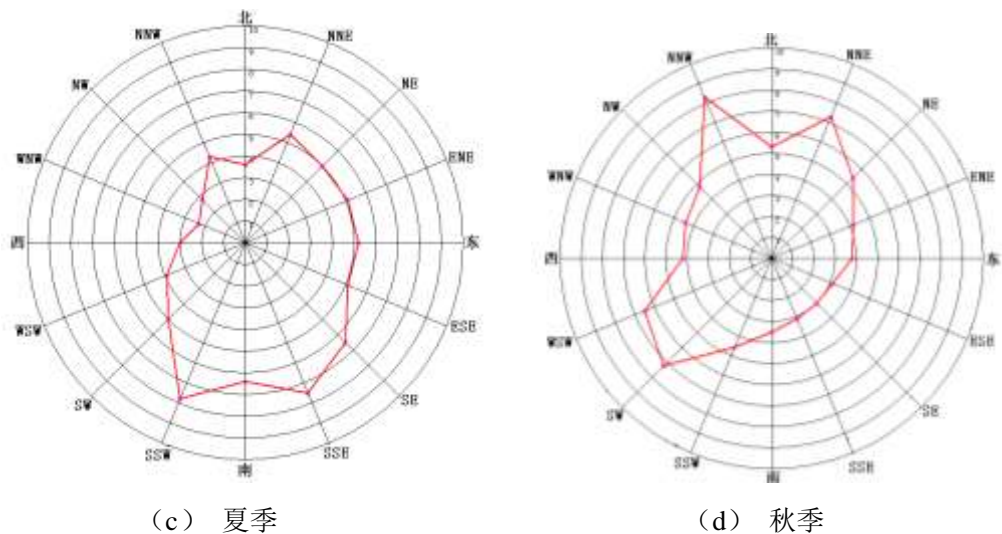 北
NNW
NNE
NW
NE
WNW
ENE
西
东
WSW
ESE
SW
SE
SSW
SSE
南
北
NNW
NNE
NW
NE
WNW
ENE
西
东
WSW
ESE
SW
SE
SSW
SSE
南
（c） 夏季
（d） 秋季